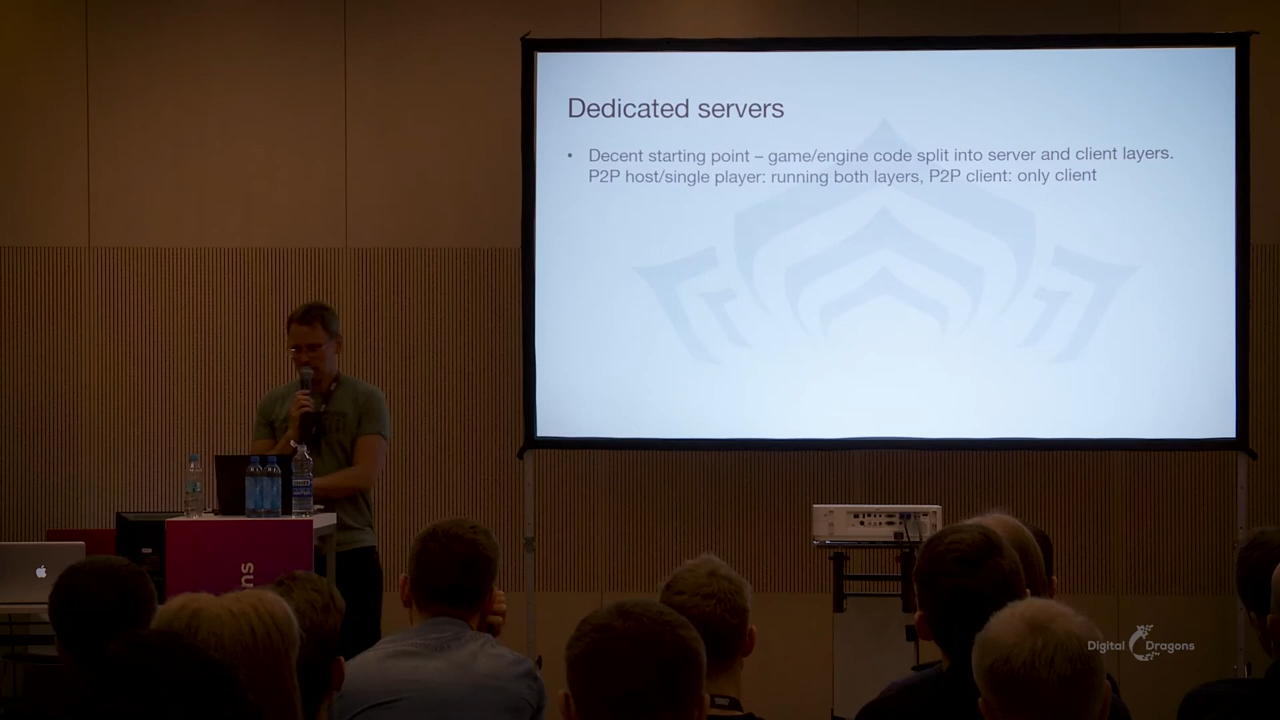 Dedicated servers
• Decent starting point – game/engine code split into server and client layers.
P2P host/single player: running both layers, P2P client: only client
ns
Digital Dragons